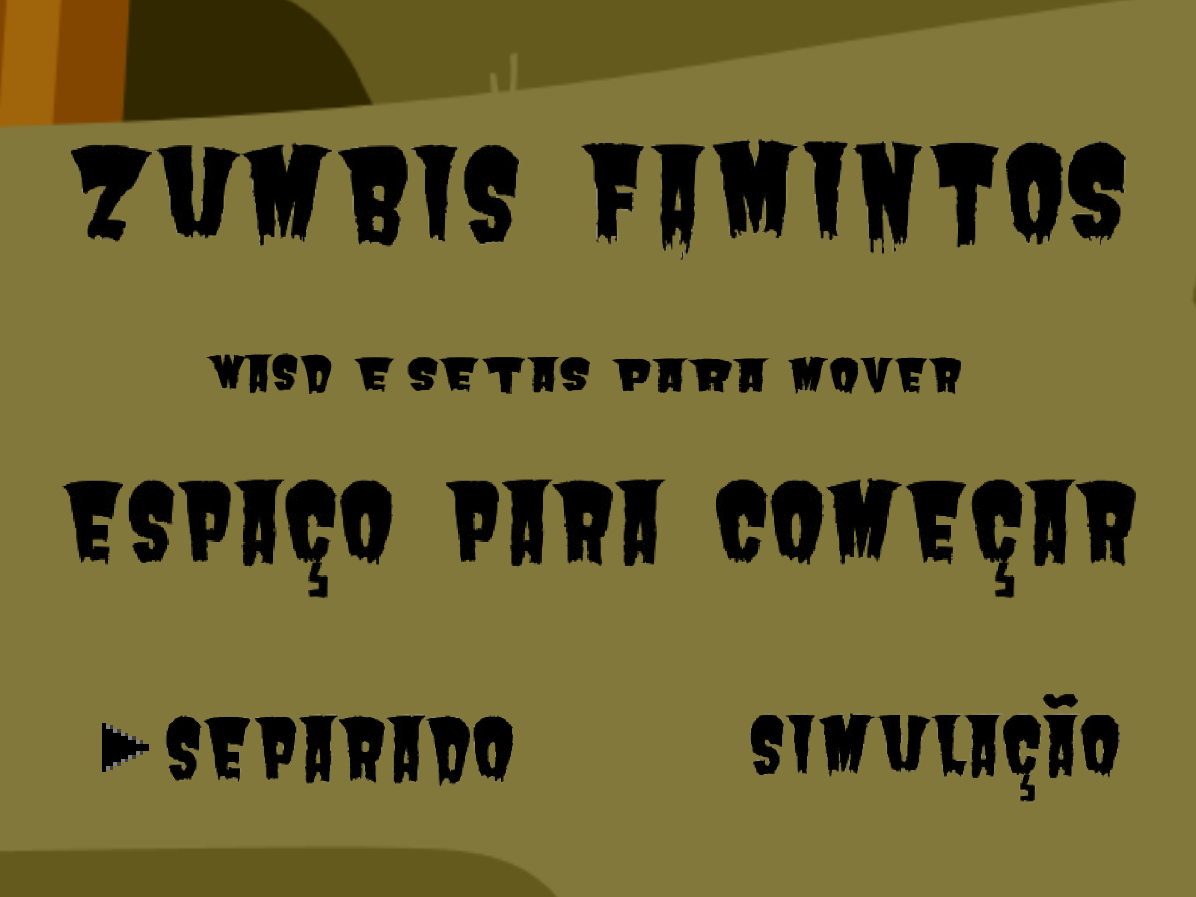 ZUMBIS FAMINTOS
WASD E SETAS PARA MOVER
ESPAÇO PARA COMEÇAR
SEPARADO
SIMULAÇÃO